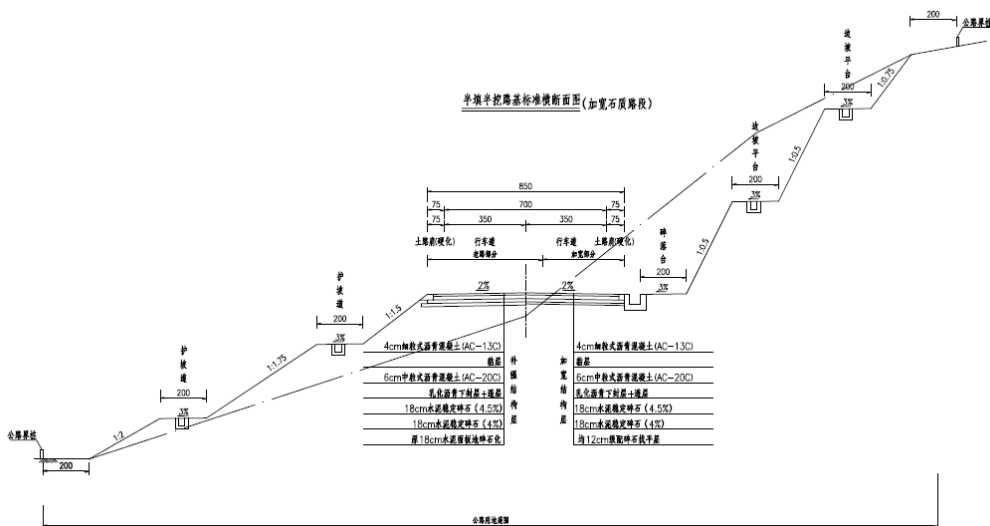 200
公路界桩
边坡平台
200
3%
1:0.75
半填半挖路基标准横断面图(加宽石质路段)
1:0.5
边坡平台
200
3%
1:0.5
850
75
700
75
75
350
350
75
土路肩(硬化)
行车道
行车道
土路肩(硬化)
老路部分
加宽部分
碎落台
200
3%
2%
2%
护坡道
200
3%
1:1.5
1:1.75
护坡道
200
3%
1:2
公路界桩
200
4cm细粒式沥青混凝土(AC-13C)
黏层
6cm中粒式沥青混凝土(AC-20C)
乳化沥青下封层+透层
18cm水泥稳定碎石(4.5%)
18cm水泥稳定碎石(4%)
原18cm水泥面板地碎石化
补强结构层
加宽结构层
4cm细粒式沥青混凝土(AC-13C)
黏层
6cm中粒式沥青混凝土(AC-20C)
乳化沥青下封层+透层
18cm水泥稳定碎石(4.5%)
18cm水泥稳定碎石(4%)
均12cm级配碎石找平层
公路用地范围